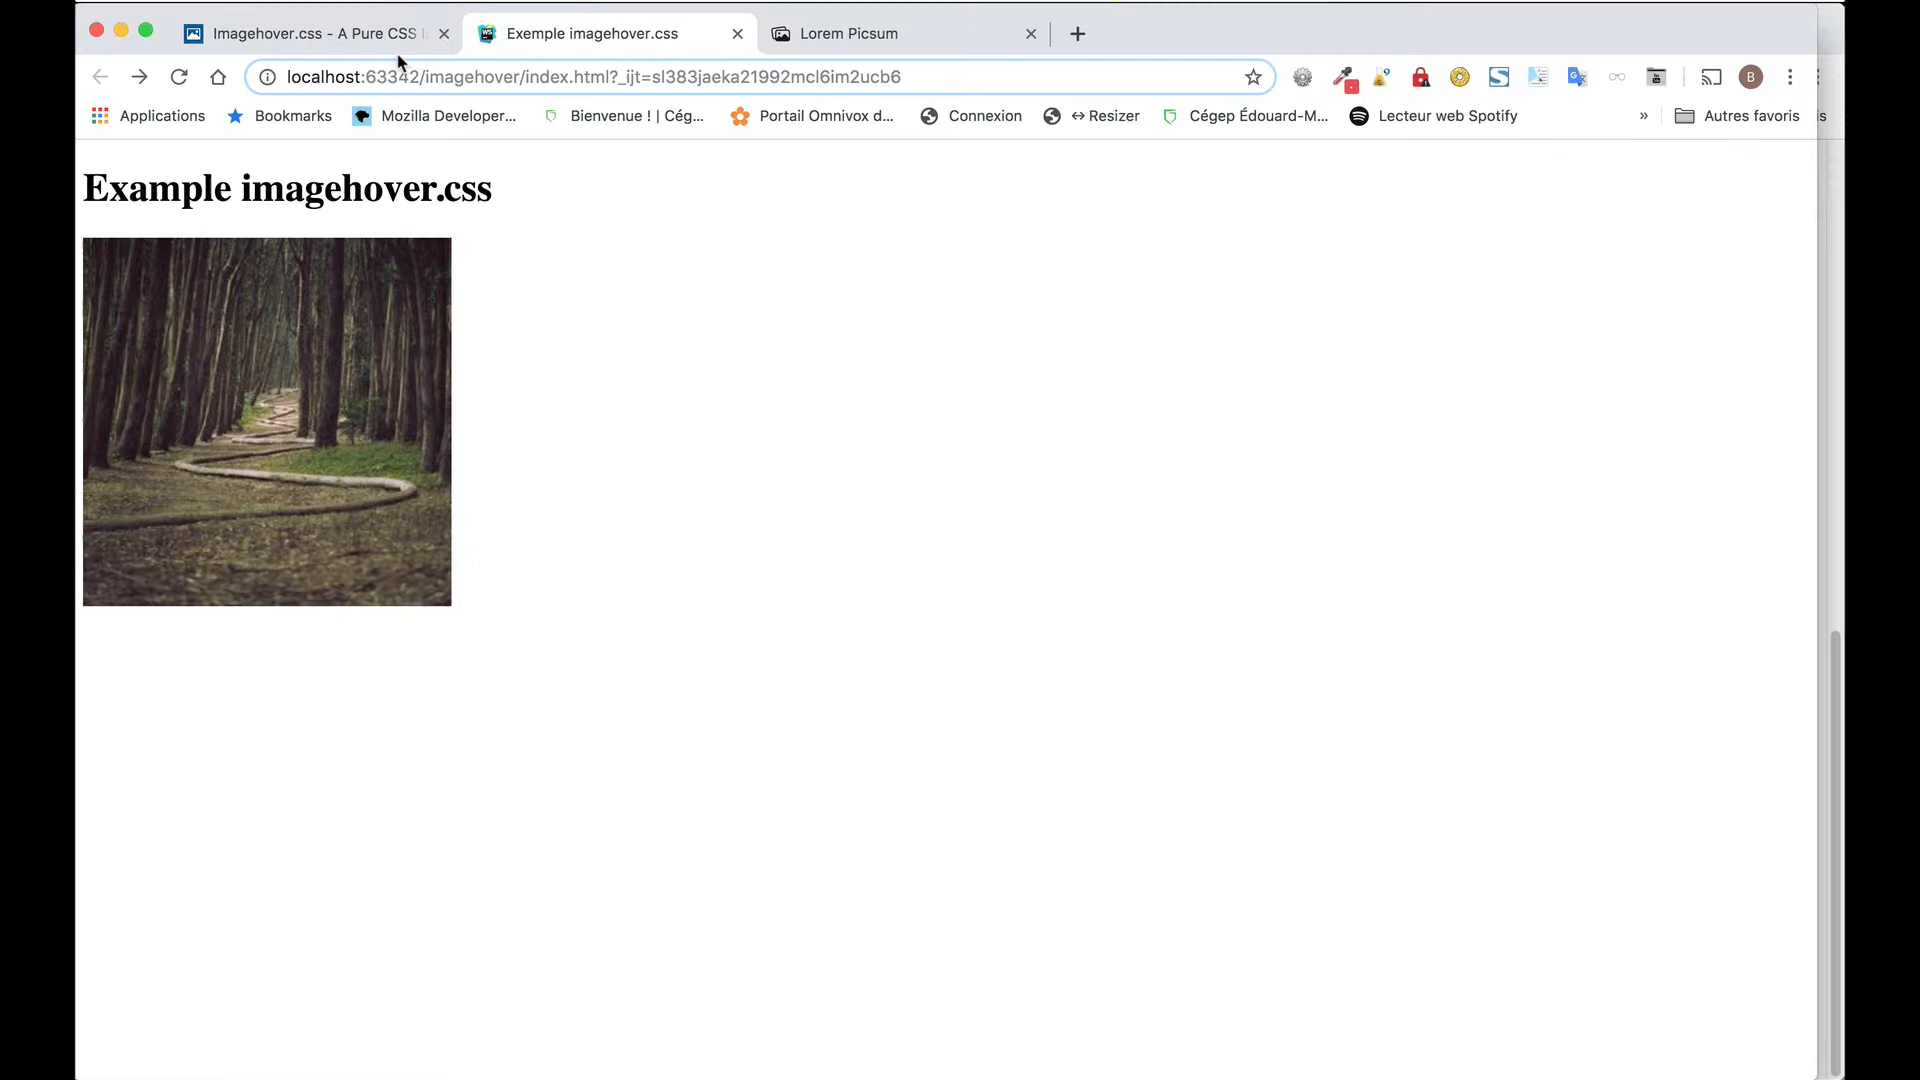 Imagehover.css - A Pure CSS
Exemple imagehover.css
Lorem Picsum
localhost:63342/imagehover/index.html?_ijt=sl383jaeka21992mcl6im2ucb6
B
Applications
Bookmarks
Mozilla Developer...
Bienvenue ! | Cég...
Portail Omnivox d...
Connexion
↔ Resizer
Cégep Édouard-M...
Lecteur web Spotify
»
Autres favoris
is
Example imagehover.css